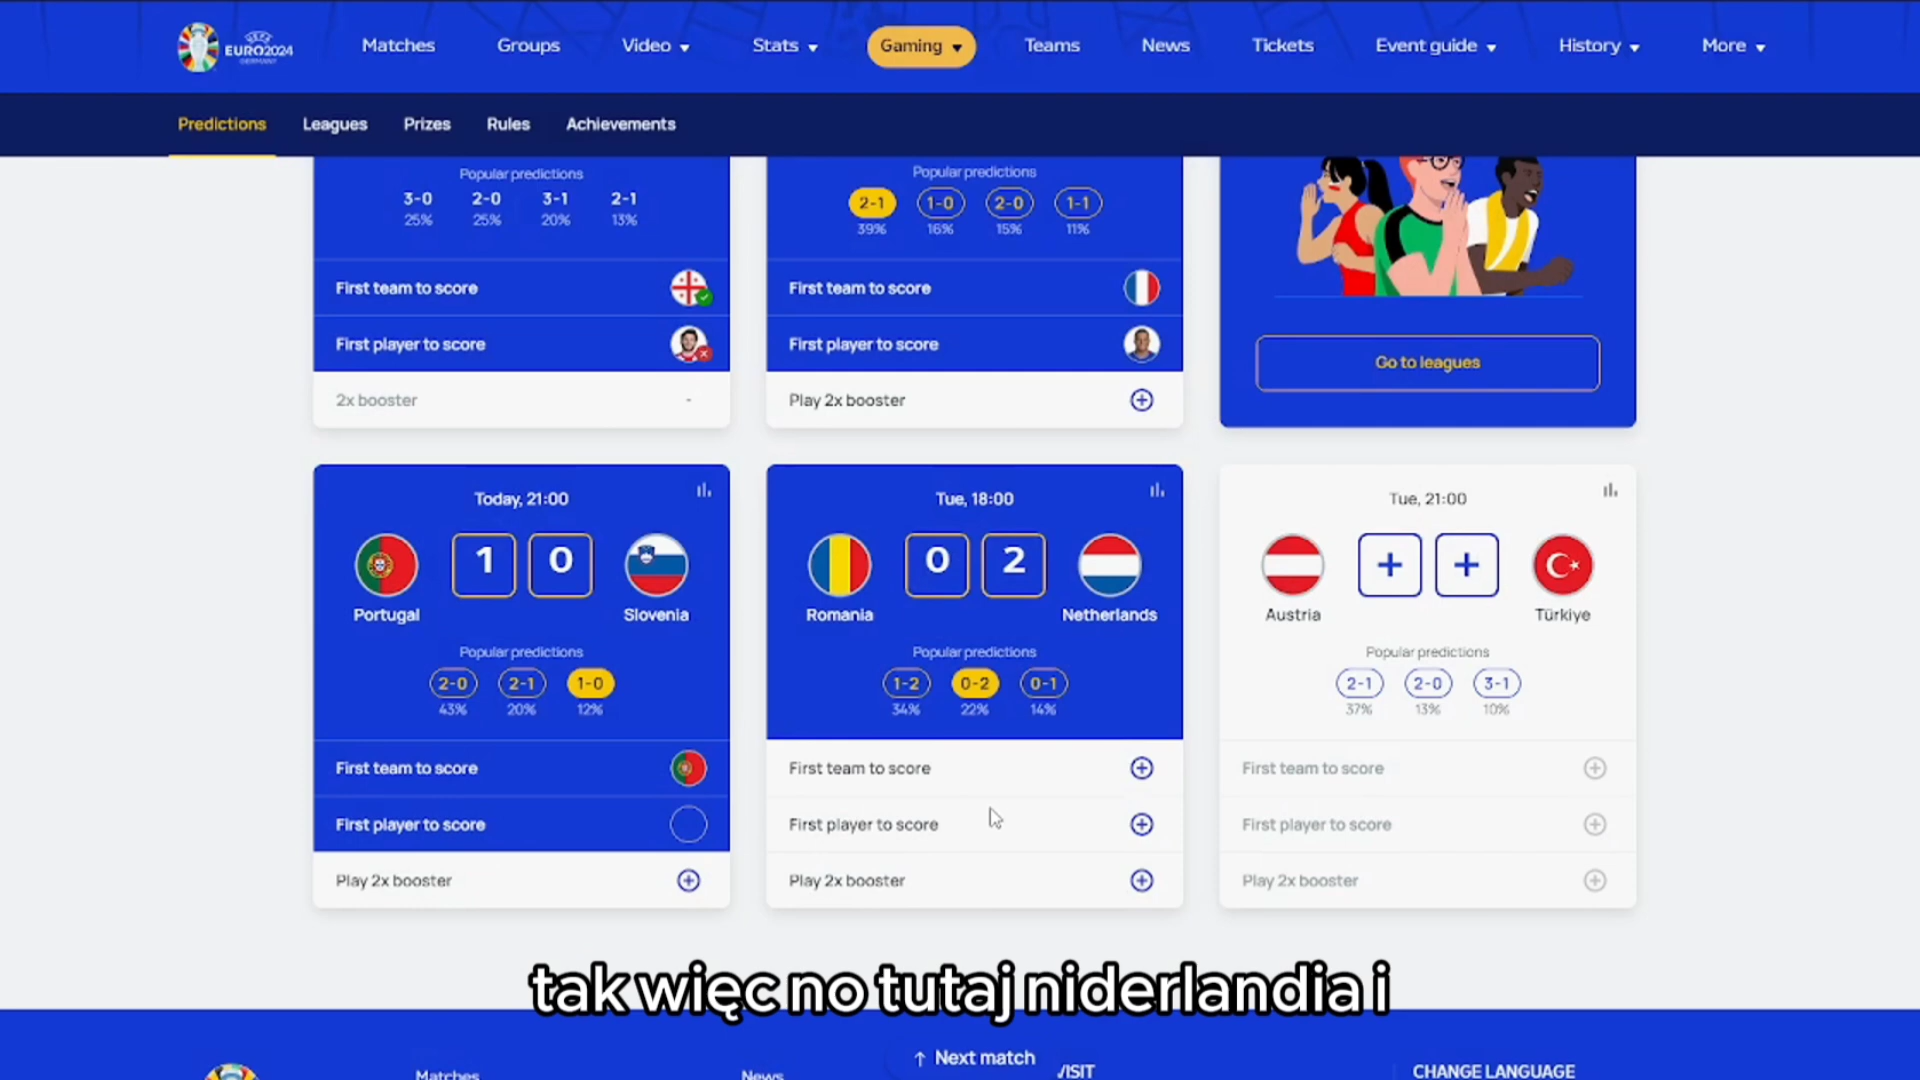 UEFA
EURO2024
GERMANY
Matches
Groups
Video
Stats
Gaming
Teams
News
Tickets
Event guide
History
More
Predictions
Leagues
Prizes
Rules
Achievements
Popular predictions
3-0 2-0 3-1 2-1
25% 25% 20% 13%
First team to score
First player to score
2x booster -
Popular predictions
2-1 1-0 2-0 1-1
39% 16% 15% 11%
First team to score
First player to score
Play 2x booster
Go to leagues
Today, 21:00
1 0
Portugal Slovenia
Popular predictions
2-0 2-1 1-0
43% 20% 12%
First team to score
First player to score
Play 2x booster
Tue, 18:00
0 2
Romania Netherlands
Popular predictions
1-2 0-2 0-1
34% 22% 14%
First team to score
First player to score
Play 2x booster
Tue, 21:00
+ +
Austria Türkiye
Popular predictions
2-1 2-0 3-1
37% 13% 10%
First team to score
First player to score
Play 2x booster
tak więc no tutaj niderlandia i
Matches
News
↑ Next match
VISIT
CHANGE LANGUAGE